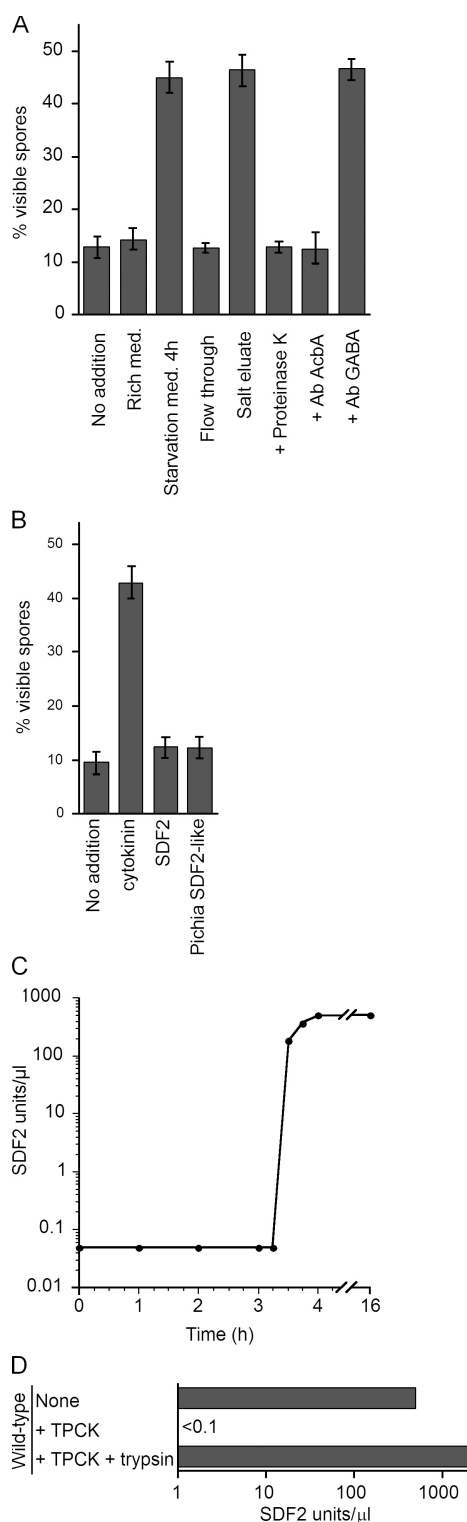 A
% visible spores
50
40
30
20
10
0
No addition
Rich med.
Starvation med. 4h
Flow through
Salt eluate
+ Proteinase K
+ Ab AcbA
+ Ab GABA
B
% visible spores
50
40
30
20
10
0
No addition
cytokinin
SDF2
Pichia SDF2-like
C
SDF2 units/µl
1000
100
10
1
0.1
0.01
0
1
2
3
4
16
Time (h)
D
Wild-type
None
+ TPCK
<0.1
+ TPCK + trypsin
1
10
100
1000
SDF2 units/µl